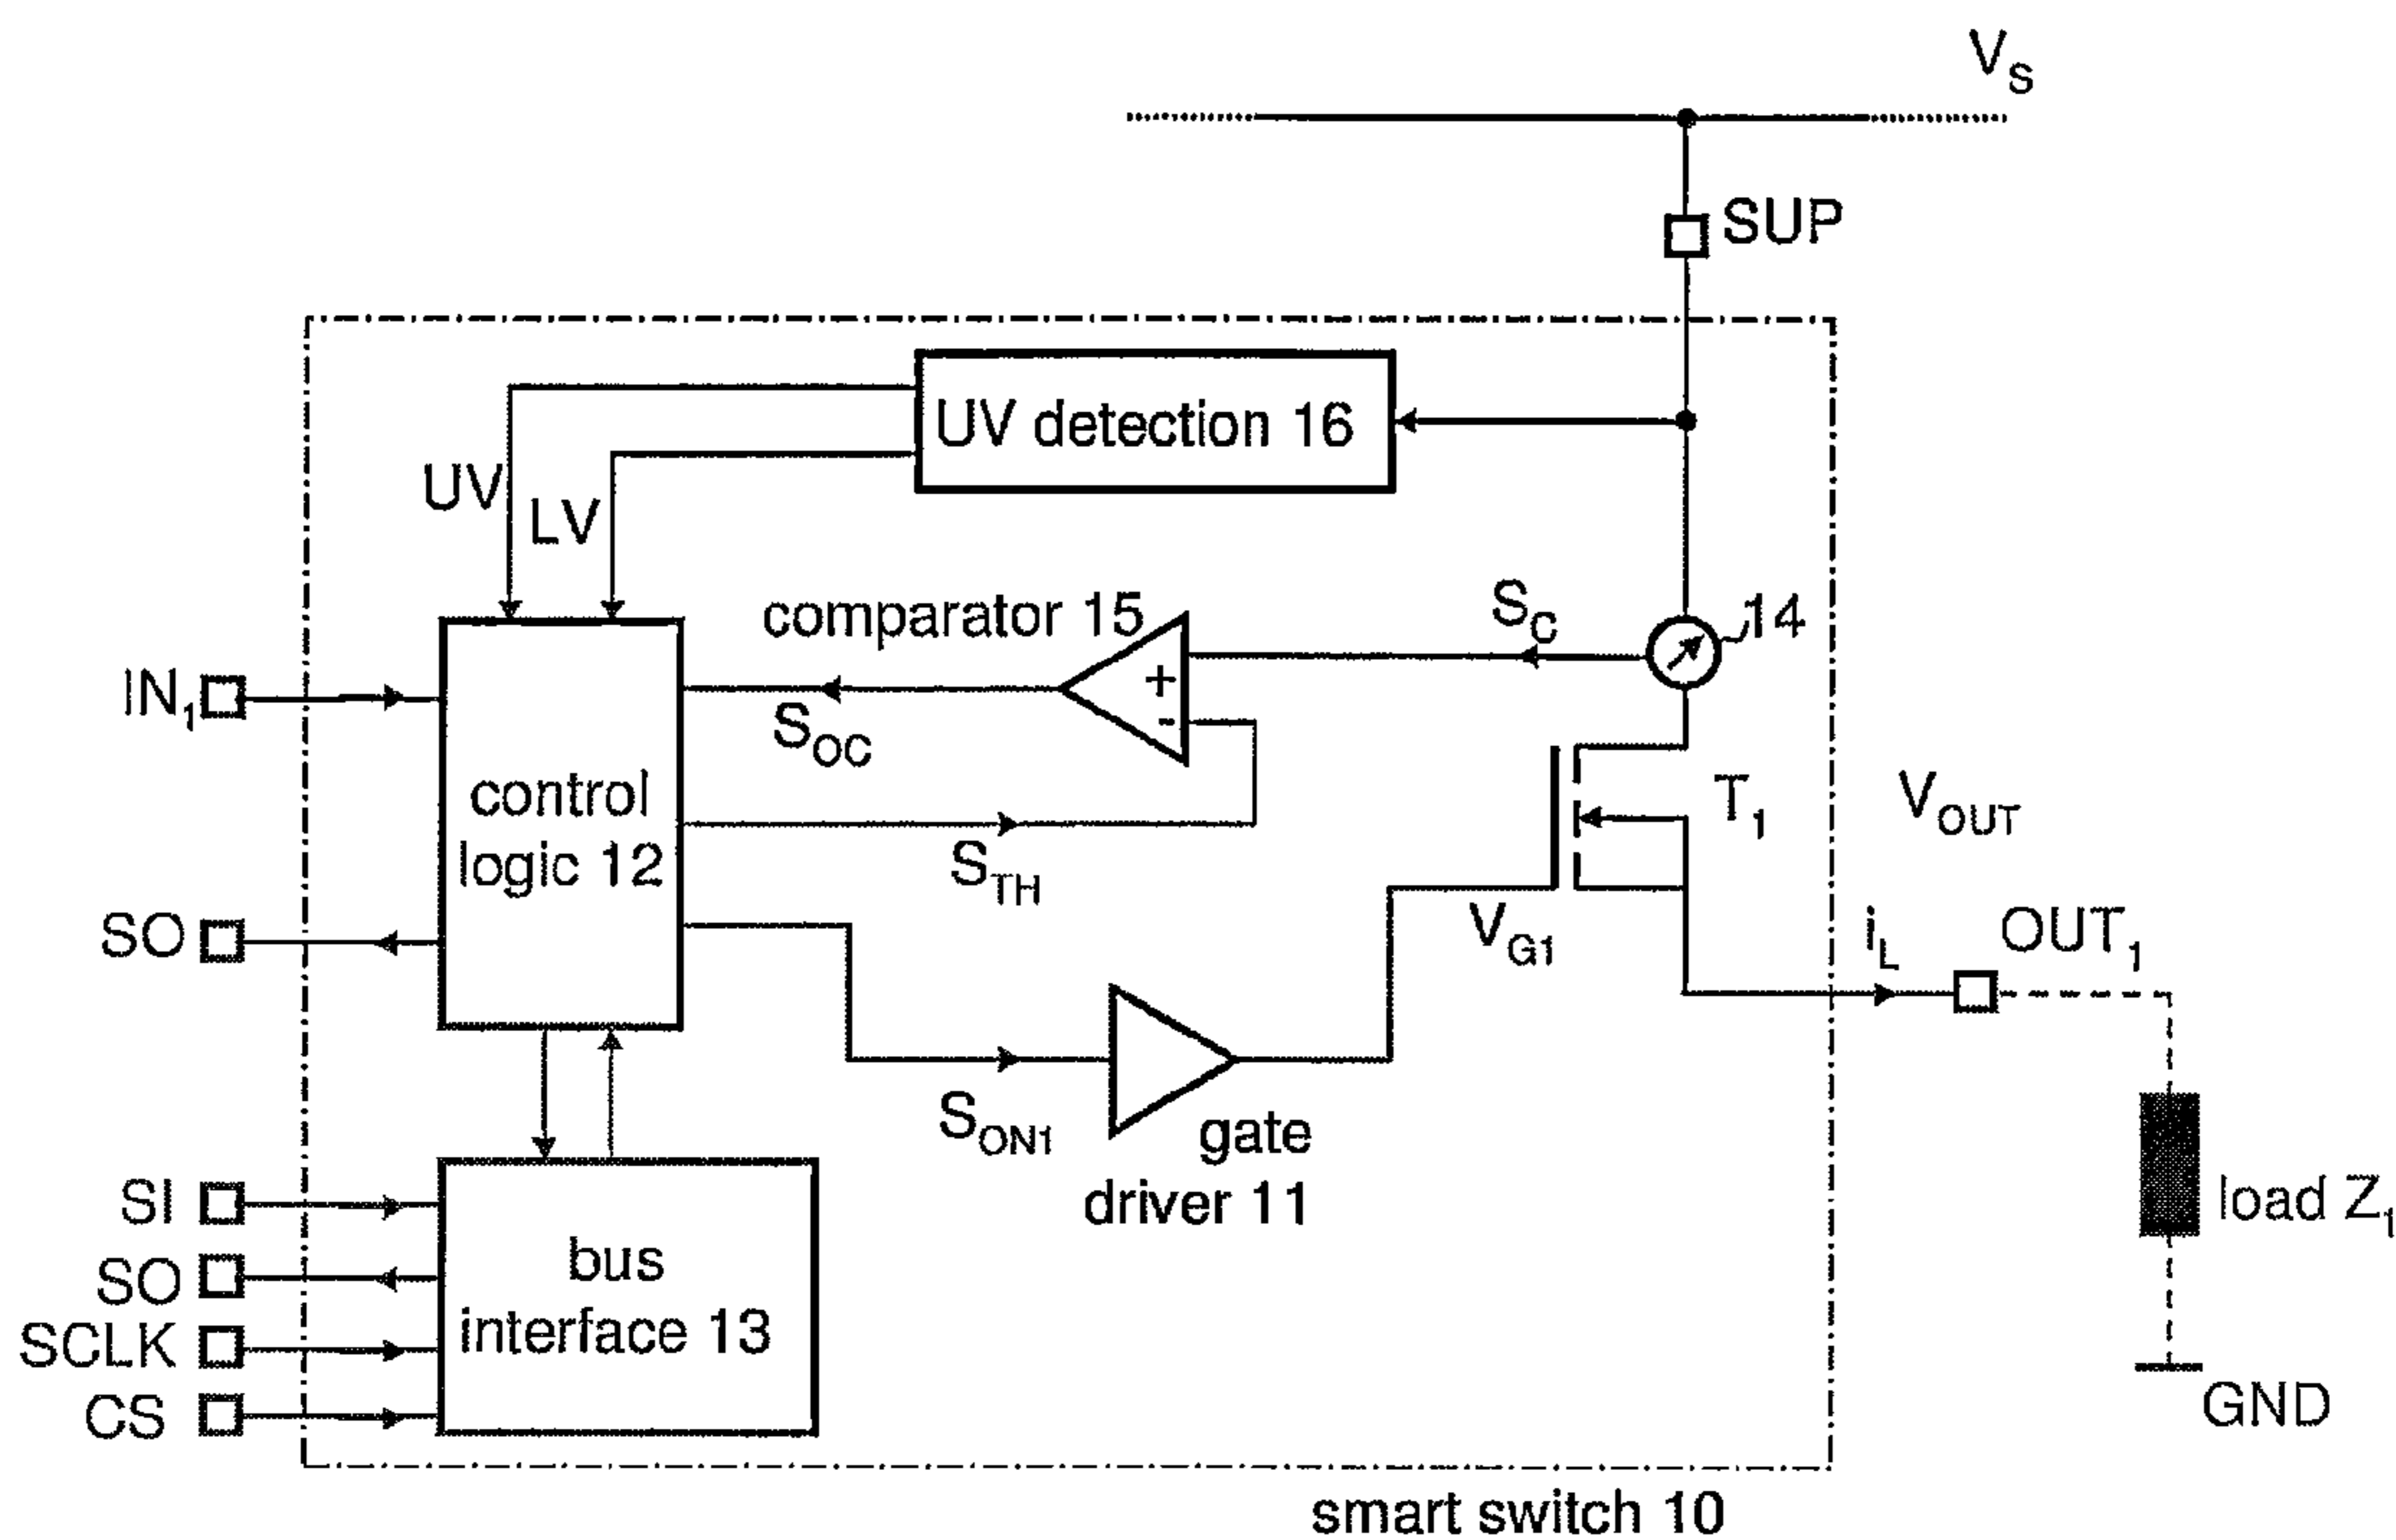 V_S
SUP
UV detection 16
UV
LV
comparator 15
S_C
14
IN_1
+
-
S_OC
control
logic 12
S_TH
T_1
V_OUT
V_G1
i_L
OUT_1
SO
S_ON1
gate
driver 11
SI
SO
SCLK
CS
bus
interface 13
load Z_1
GND
smart switch 10